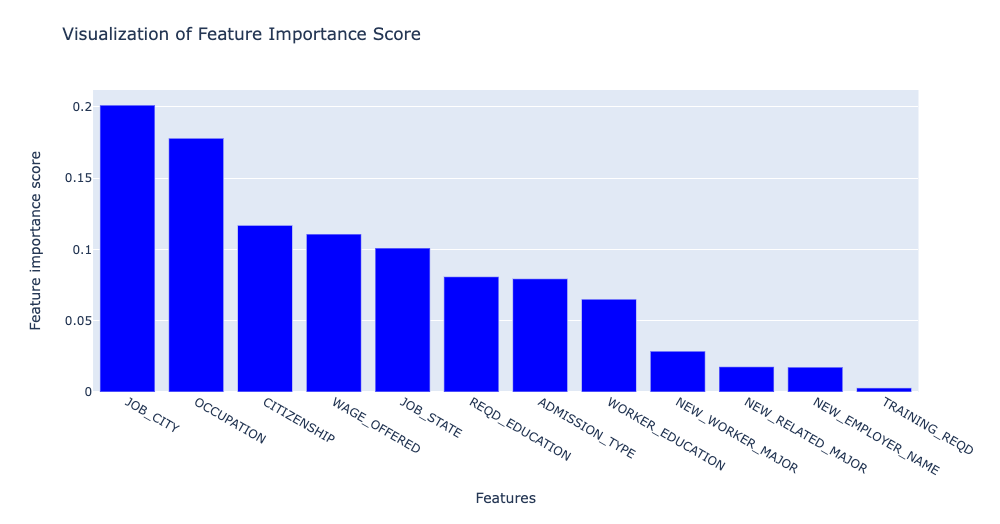 Visualization of Feature Importance Score
Feature importance score
0.2
0.15
0.1
0.05
0
JOB_CITY
OCCUPATION
CITIZENSHIP
WAGE_OFFERED
JOB_STATE
REQD_EDUCATION
ADMISSION_TYPE
WORKER_EDUCATION
NEW_WORKER_MAJOR
NEW_RELATED_MAJOR
NEW_EMPLOYER_NAME
TRAINING_REQD
Features